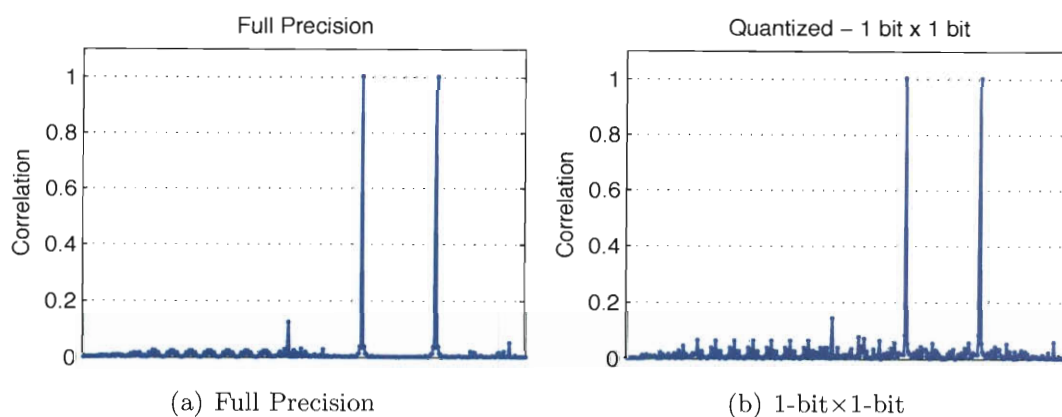 Full Precision
Correlation
1
0.8
0.6
0.4
0.2
0
(a) Full Precision
Quantized – 1 bit x 1 bit
Correlation
1
0.8
0.6
0.4
0.2
0
(b) 1-bit×1-bit